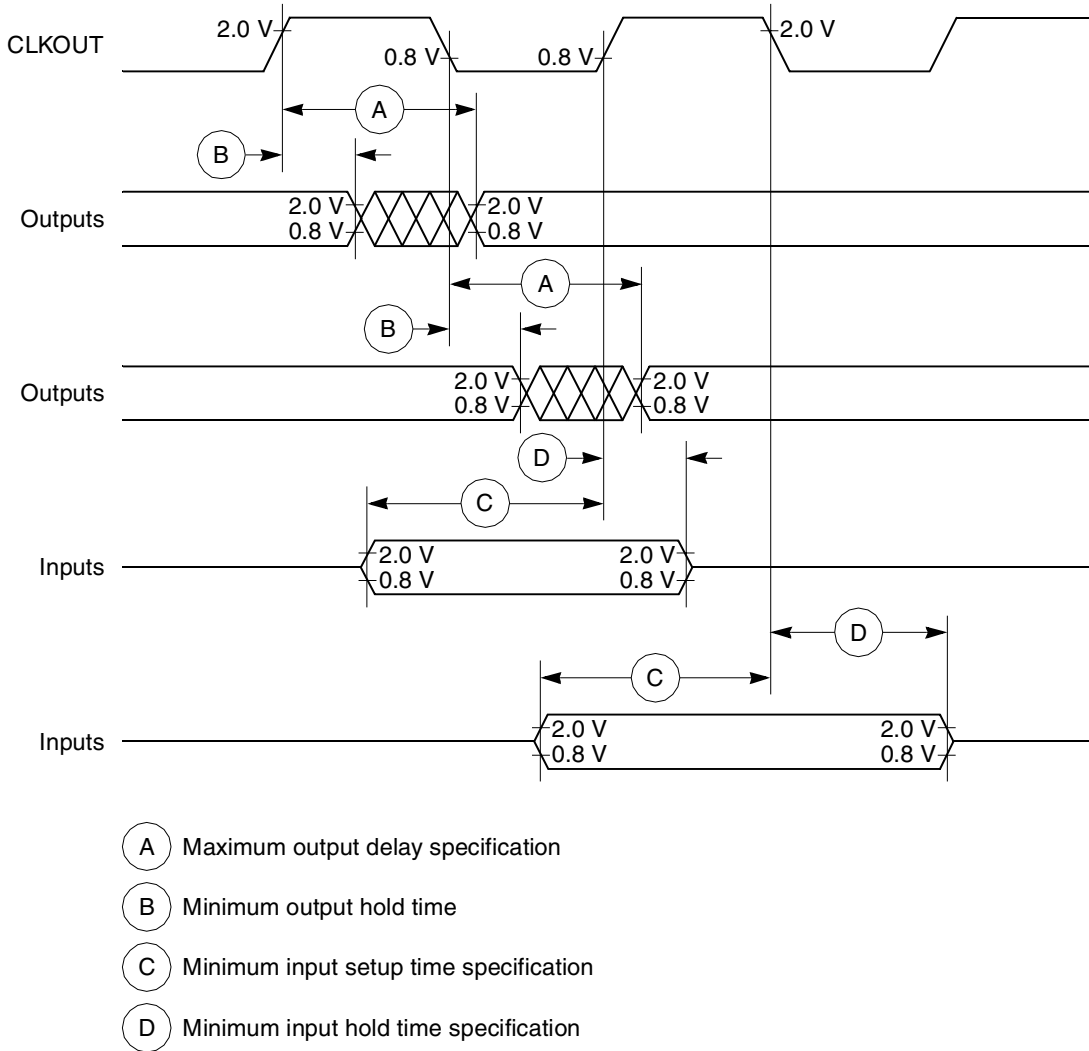 CLKOUT
2.0 V
0.8 V
0.8 V
2.0 V
A
B
Outputs
2.0 V
0.8 V
2.0 V
0.8 V
A
B
Outputs
2.0 V
0.8 V
2.0 V
0.8 V
D
C
Inputs
2.0 V
0.8 V
2.0 V
0.8 V
D
C
Inputs
2.0 V
0.8 V
2.0 V
0.8 V
A Maximum output delay specification
B Minimum output hold time
C Minimum input setup time specification
D Minimum input hold time specification